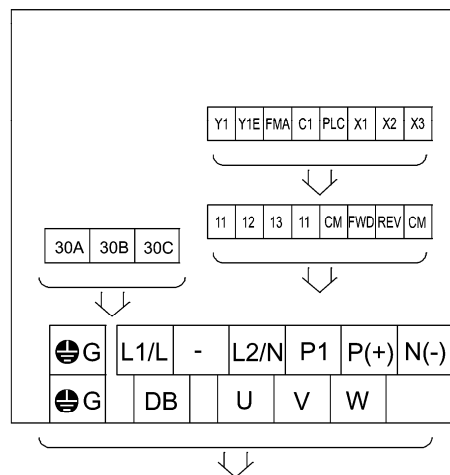 Y1 Y1E FMA C1 PLC X1 X2 X3
11 12 13 11 CM FWD REV CM
30A 30B 30C
G L1/L - L2/N P1 P(+) N(-)
G DB U V W